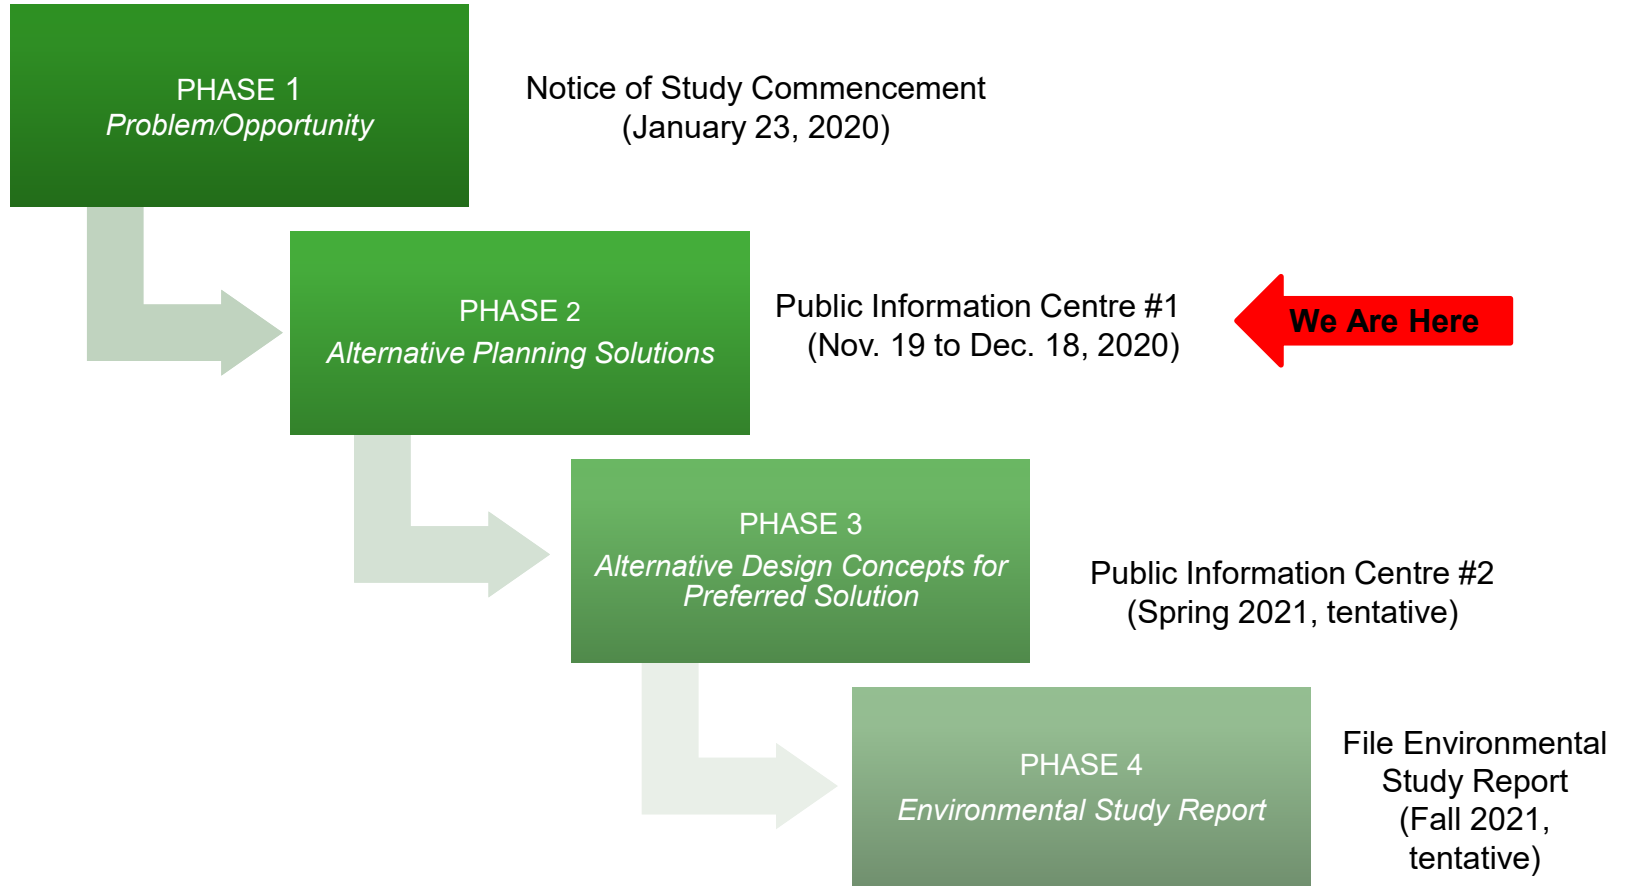 PHASE 1
Problem/Opportunity
Notice of Study Commencement
(January 23, 2020)
PHASE 2
Alternative Planning Solutions
Public Information Centre #1
(Nov. 19 to Dec. 18, 2020)
We Are Here
PHASE 3
Alternative Design Concepts for
Preferred Solution
Public Information Centre #2
(Spring 2021, tentative)
PHASE 4
Environmental Study Report
File Environmental
Study Report
(Fall 2021,
tentative)